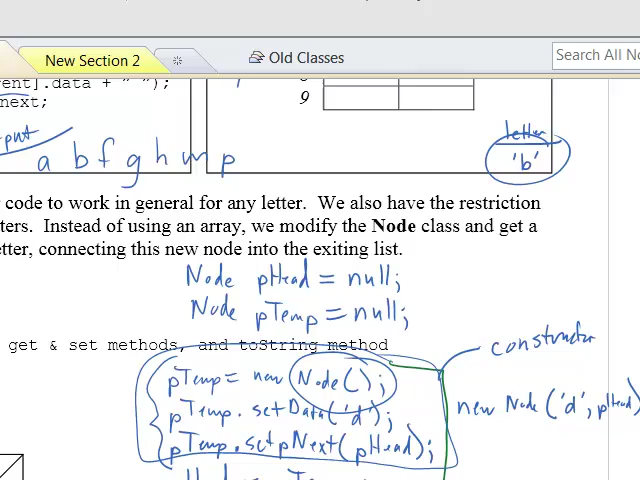 New Section 2
Old Classes
Search All No
ent].data + " ");
next;
9
put
a b f g h m p
letter
'b'
code to work in general for any letter. We also have the restriction
ters. Instead of using an array, we modify the Node class and get a
etter, connecting this new node into the exiting list.
Node pHead = null;
Node pTemp = null;
get & set methods, and toString method
constructor
pTemp = new Node();
new Node ('d', pHead)
pTemp.setData('d');
pTemp.setpNext(pHead);